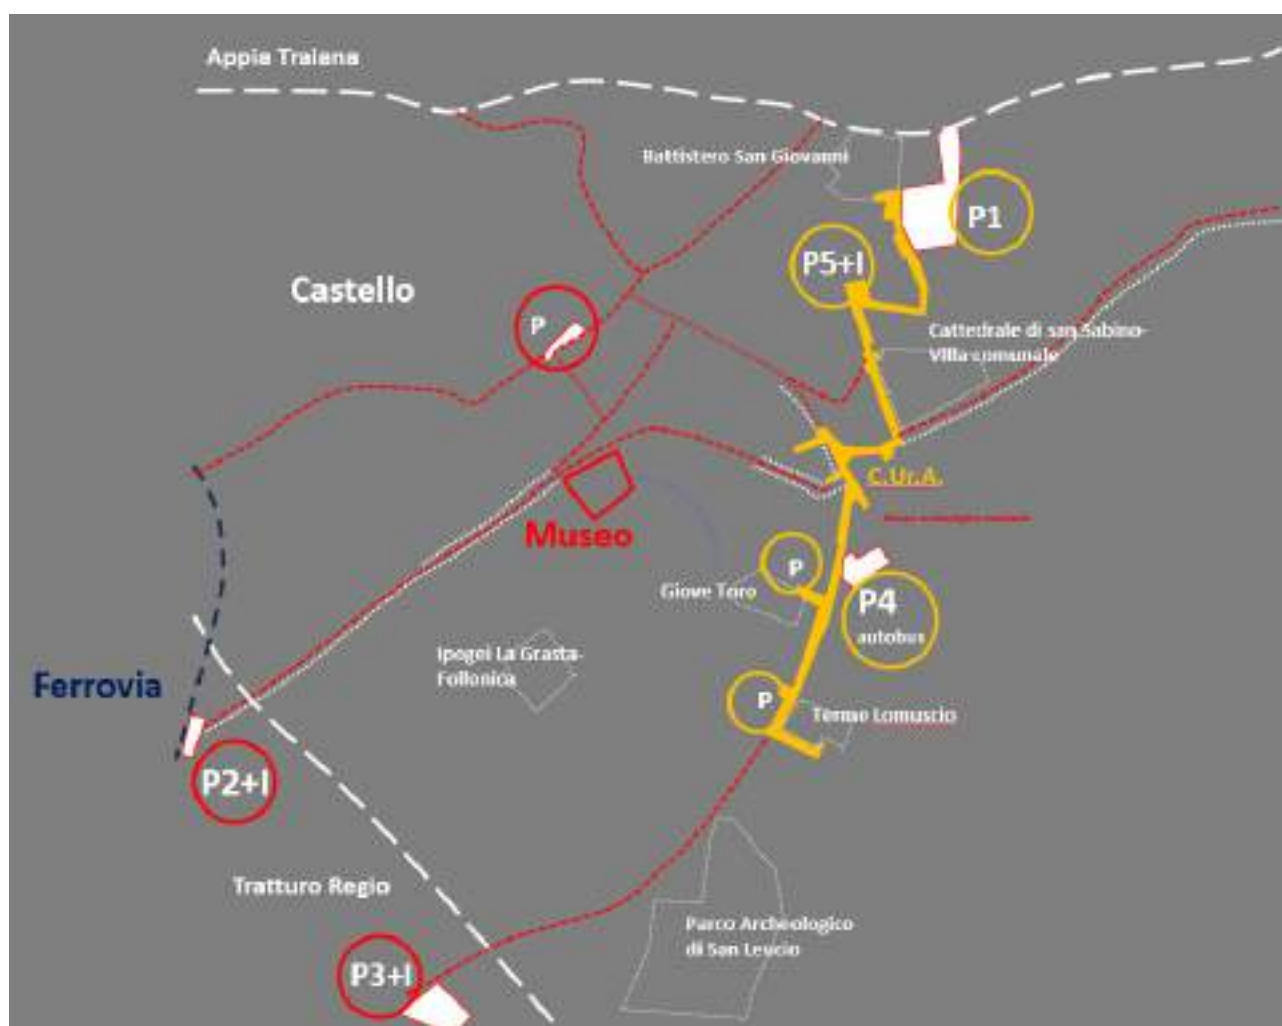 Appia Traiana
Battistero San Giovanni
P1
P5+I
Castello
P
Cattedrale di san Sabino-
Villa comunale
C.Ur.A.
Museo
P
Giove Toro
P4
autobus
Ipogei La Grasta-
Follonica
Ferrovia
P
Terme Lomuscio
P2+I
Tratturo Regio
Parco Archeologico
di San Leucio
P3+I